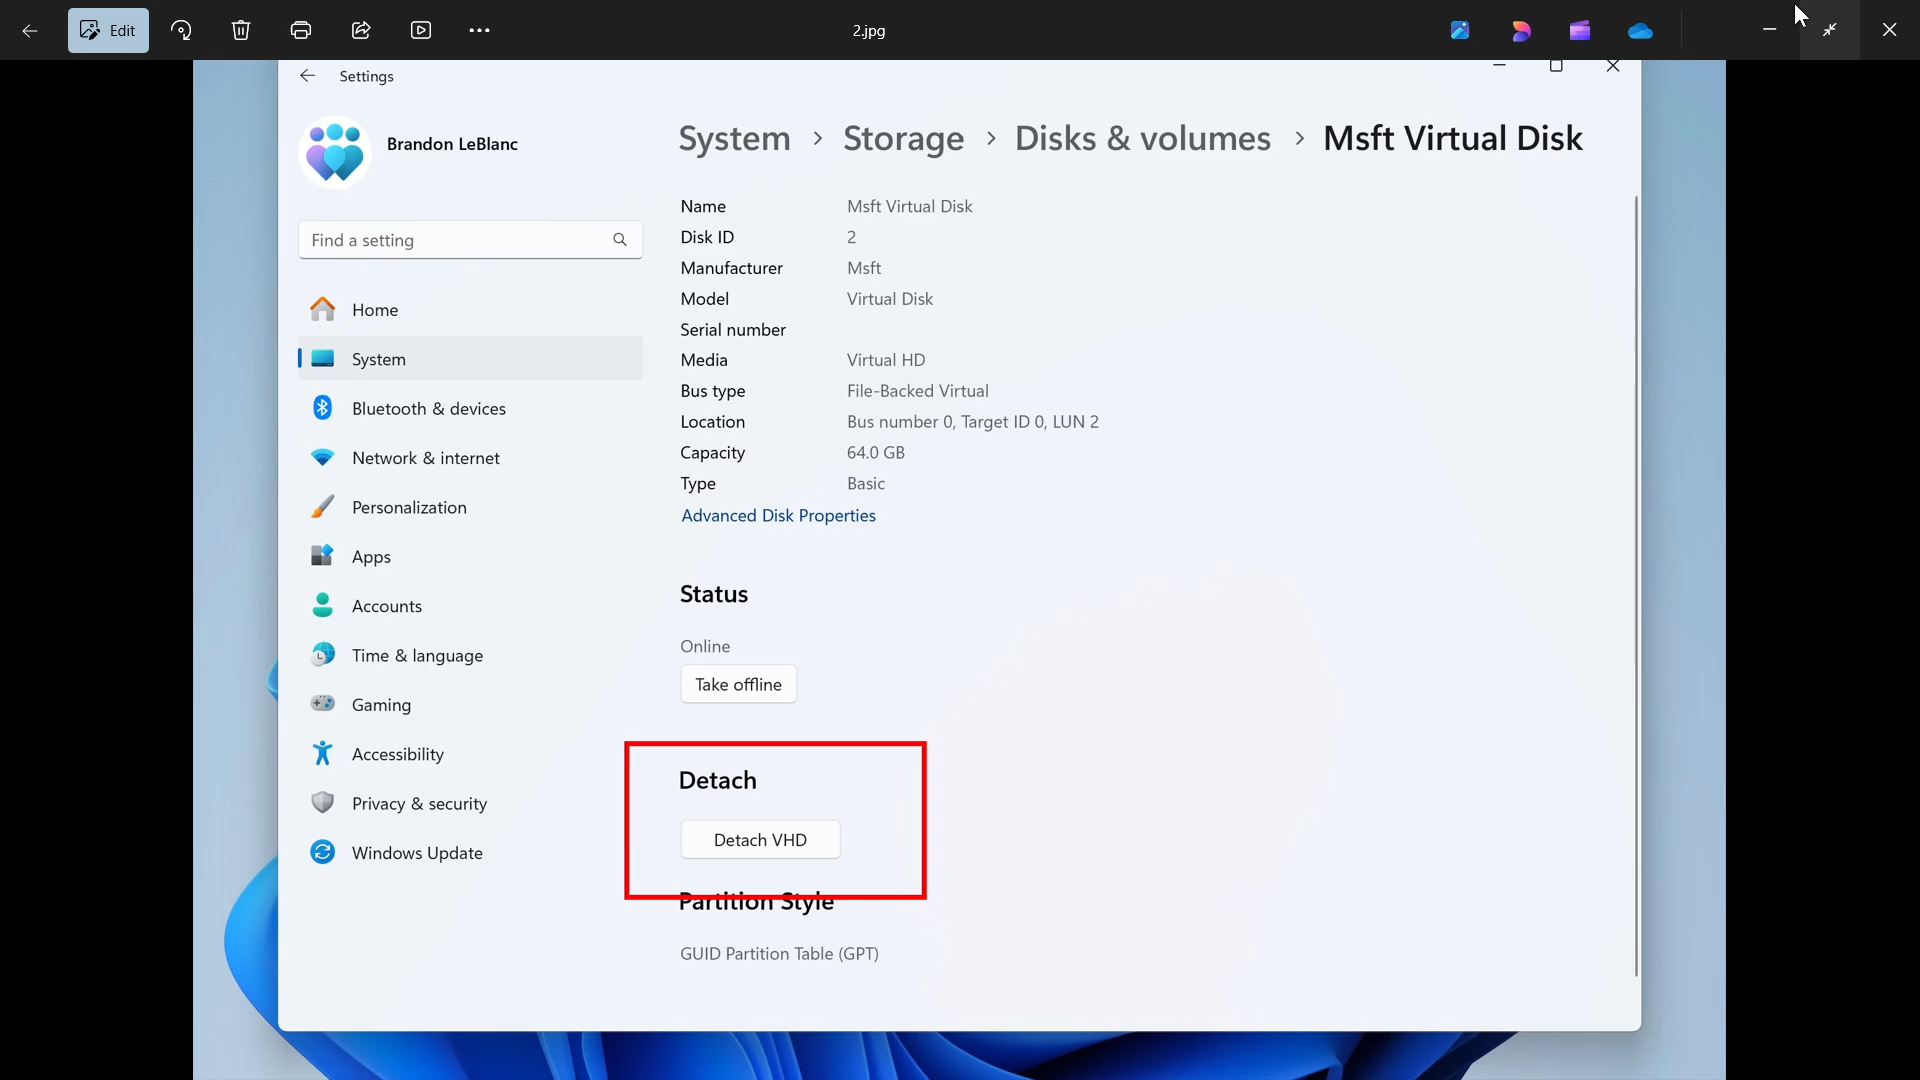 Edit
2.jpg
Settings
Brandon LeBlanc
System > Storage > Disks & volumes > Msft Virtual Disk
Find a setting
Home
System
Bluetooth & devices
Network & internet
Personalization
Apps
Accounts
Time & language
Gaming
Accessibility
Privacy & security
Windows Update
Name Msft Virtual Disk
Disk ID 2
Manufacturer Msft
Model Virtual Disk
Serial number
Media Virtual HD
Bus type File-Backed Virtual
Location Bus number 0, Target ID 0, LUN 2
Capacity 64.0 GB
Type Basic
Advanced Disk Properties
Status
Online
Take offline
Detach
Detach VHD
Partition Style
GUID Partition Table (GPT)